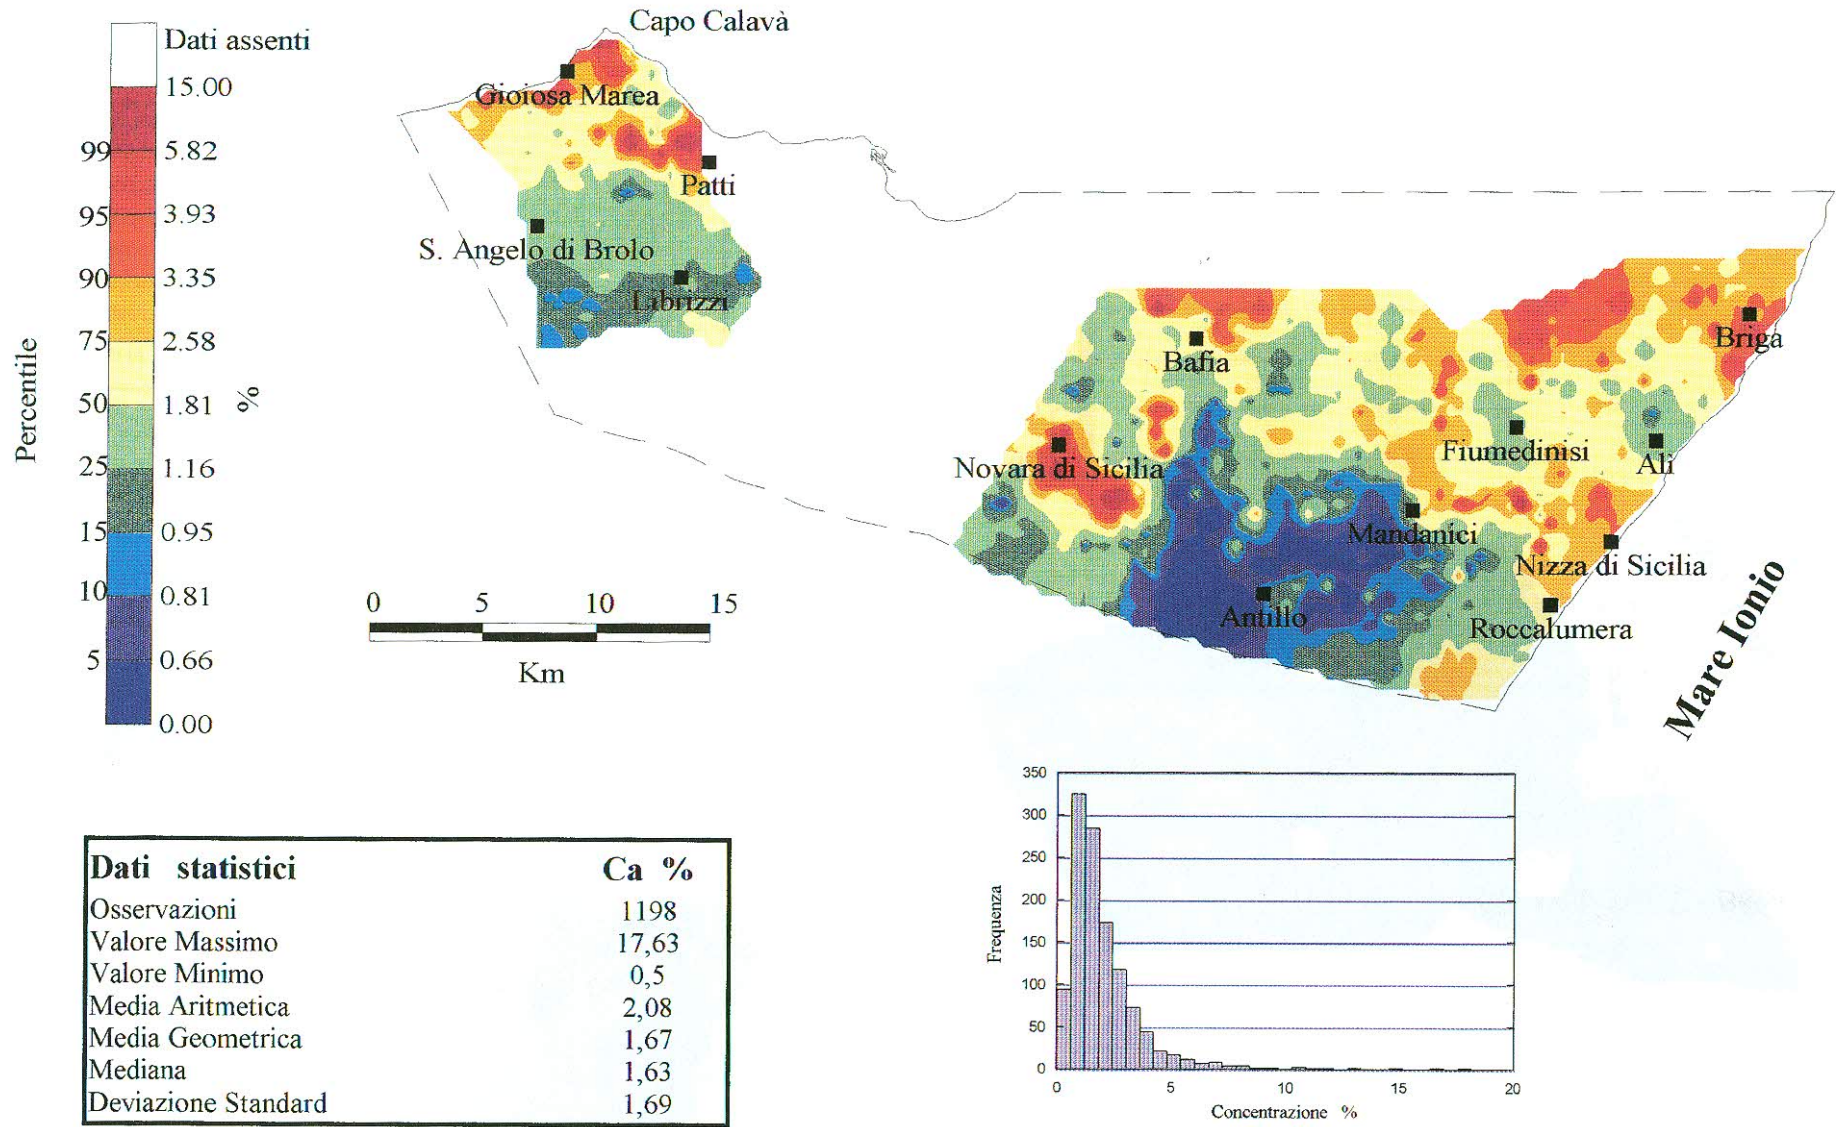 Capo Calavà
Dati assenti
15.00
99 5.82
95 3.93
90 3.35
75 2.58
50 1.81
25 1.16
15 0.95
10 0.81
5 0.66
0.00
Percentile
%
Gioiosa Marea
Patti
S. Angelo di Brolo
Librizzi
Bafia
Briga
Novara di Sicilia
Fiumedinisi
Alì
Mandanici
Nizza di Sicilia
Antillo
Roccalumera
Mare Ionio
0 5 10 15
Km
Dati statistici Ca %
Osservazioni 1198
Valore Massimo 17,63
Valore Minimo 0,5
Media Aritmetica 2,08
Media Geometrica 1,67
Mediana 1,63
Deviazione Standard 1,69
350
300
250
200
150
100
50
0
Frequenza
0 5 10 15 20
Concentrazione %